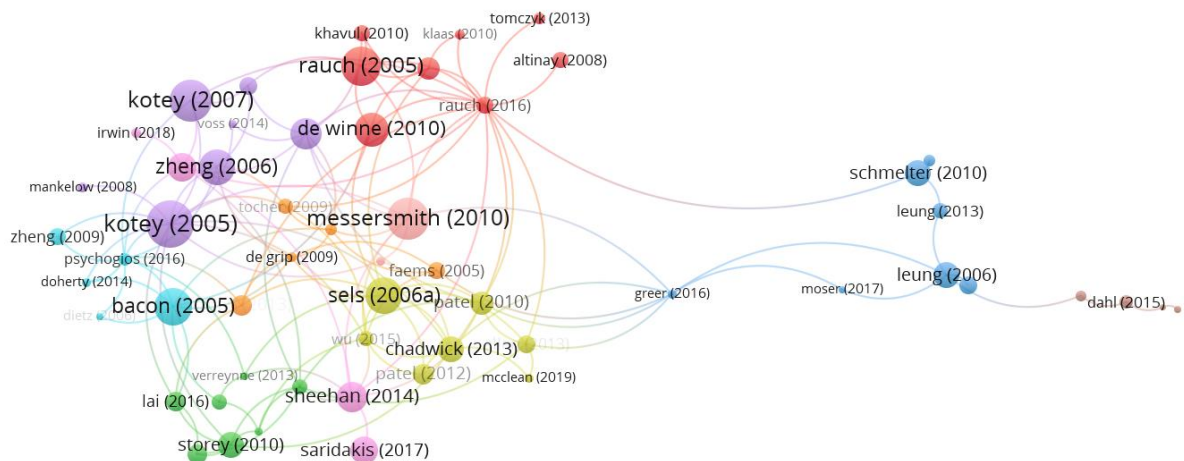 tomczyk (2013)
khavul (2010)
klaas (2010)
rauch (2005)
altinay (2008)
kotey (2007)
rauch (2016)
voss (2014)
irwin (2018)
de winne (2010)
zheng (2006)
schmelter (2010)
mankelow (2008)
tocher (2009)
messersmith (2010)
leung (2013)
kotey (2005)
zheng (2009)
psychogios (2016)
de grip (2009)
faems (2005)
doherty (2014)
leung (2006)
sels (2006a)
patel (2010)
greer (2016)
moser (2017)
bacon (2005)
dahl (2015)
dietz (2006)
wu (2015)
chadwick (2013)
patel (2012)
mcclean (2019)
verreynne (2013)
lai (2016)
sheehan (2014)
storey (2010)
saridakis (2017)